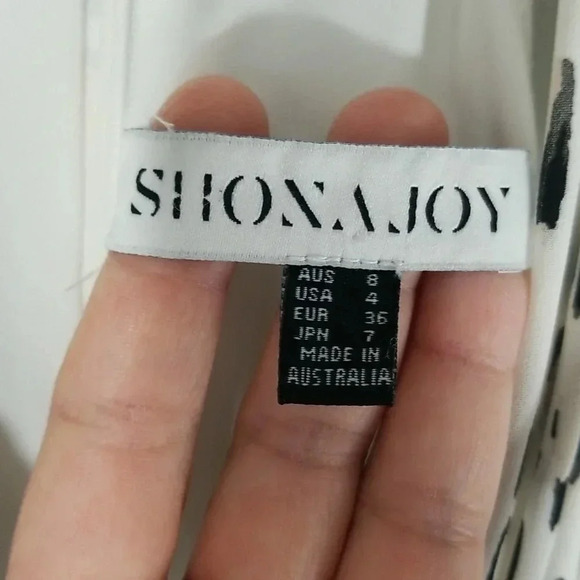 SHONAJOY
AUS 8
USA 4
EUR 36
JPN 7
MADE IN
AUSTRALIA